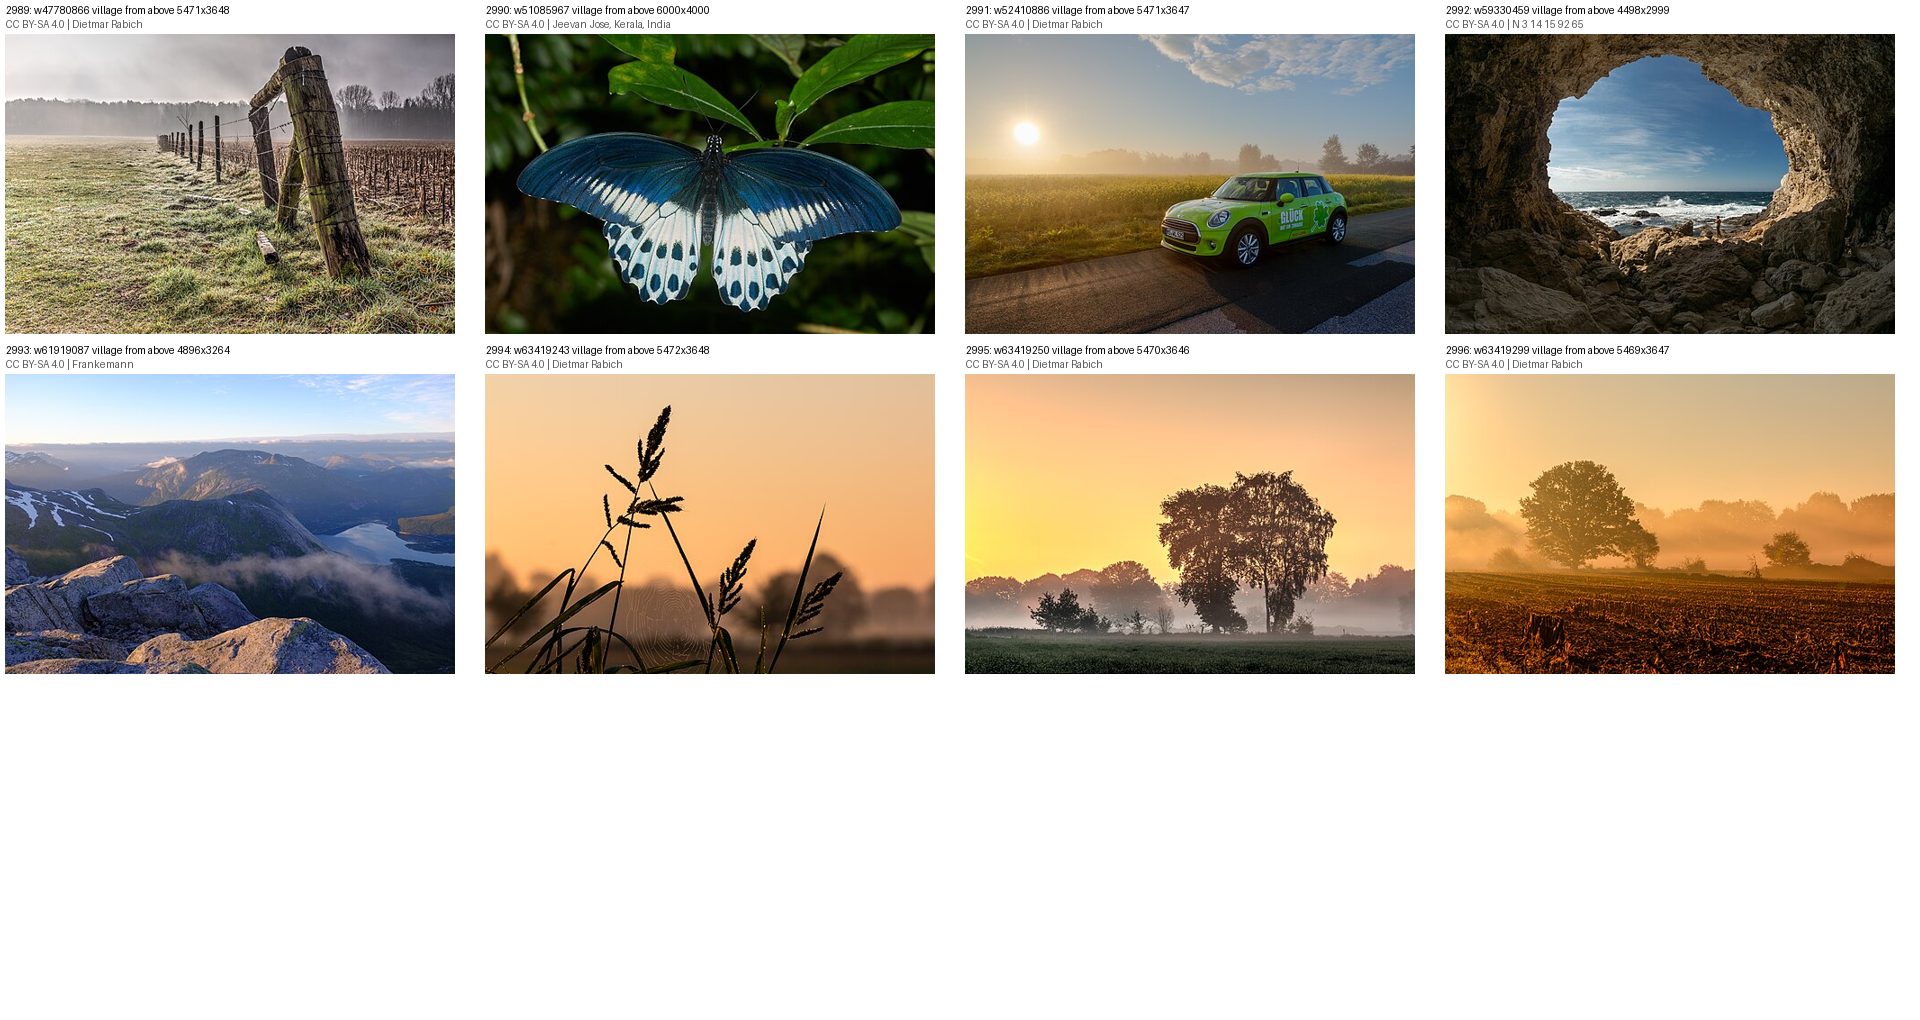 2989: w47780866 village from above 5471x3648
CC BY-SA 4.0 | Dietmar Rabich
2990: w51085967 village from above 6000x4000
CC BY-SA 4.0 | Jeevan Jose, Kerala, India
2991: w52410886 village from above 5471x3647
CC BY-SA 4.0 | Dietmar Rabich
GLÜCK
2992: w59330459 village from above 4498x2999
CC BY-SA 4.0 | N 3 14 15 92 65
2993: w61919087 village from above 4896x3264
CC BY-SA 4.0 | Frankemann
2994: w63419243 village from above 5472x3648
CC BY-SA 4.0 | Dietmar Rabich
2995: w63419250 village from above 5470x3646
CC BY-SA 4.0 | Dietmar Rabich
2996: w63419299 village from above 5469x3647
CC BY-SA 4.0 | Dietmar Rabich